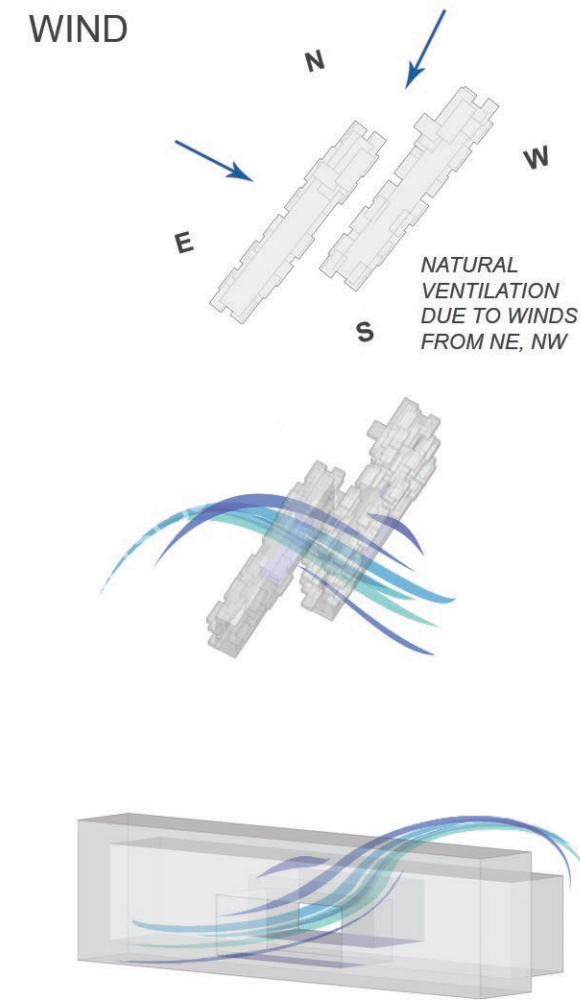 WIND
N
W
E
S
NATURAL
VENTILATION
DUE TO WINDS
FROM NE, NW